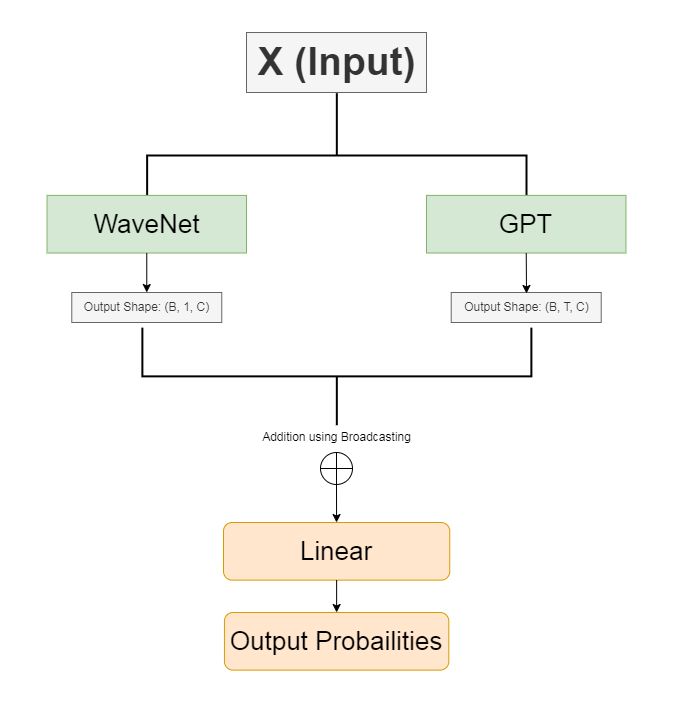 X (Input)
WaveNet
GPT
Output Shape: (B, 1, C)
Output Shape: (B, T, C)
Addition using Broadcasting
Linear
Output Probailities